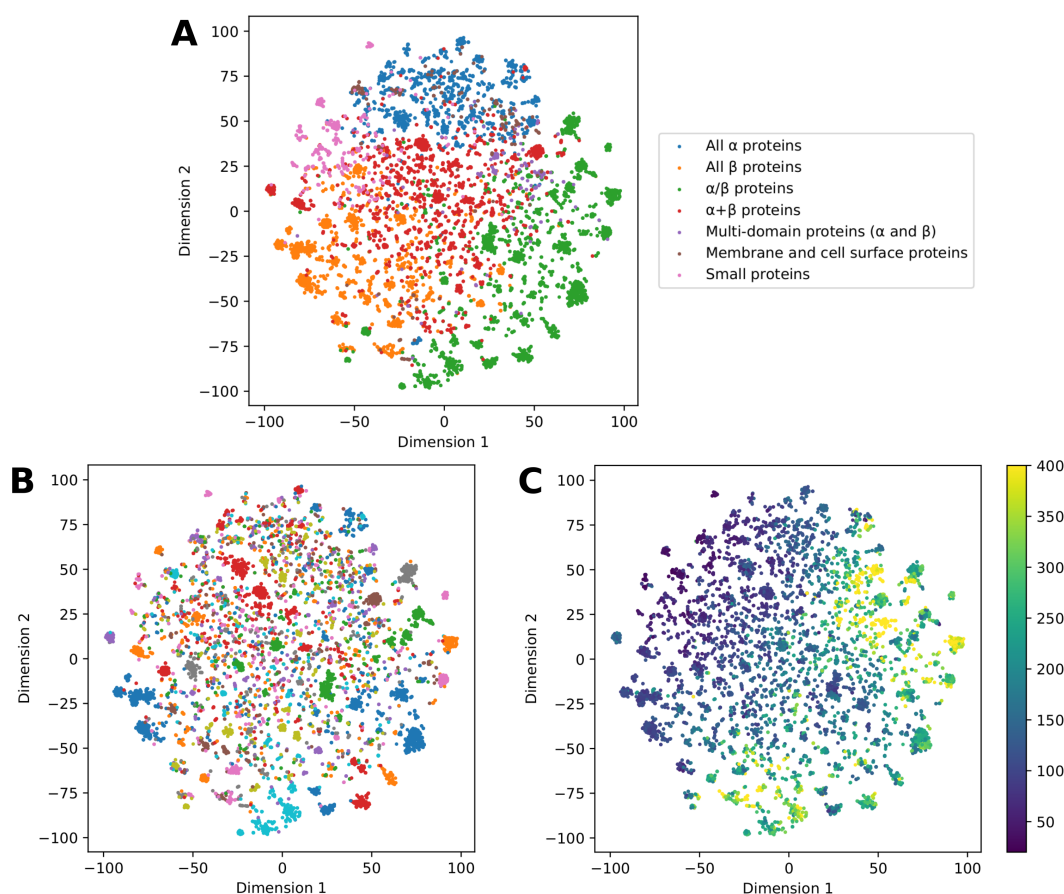 A
100
75
50
25
0
−25
−50
−75
−100
Dimension 2
−100 −50 0 50 100
Dimension 1
All α proteins
All β proteins
α/β proteins
α+β proteins
Multi-domain proteins (α and β)
Membrane and cell surface proteins
Small proteins
B
100
75
50
25
0
−25
−50
−75
−100
Dimension 2
−100 −50 0 50 100
Dimension 1
C
100
75
50
25
0
−25
−50
−75
−100
Dimension 2
−100 −50 0 50 100
Dimension 1
400
350
300
250
200
150
100
50